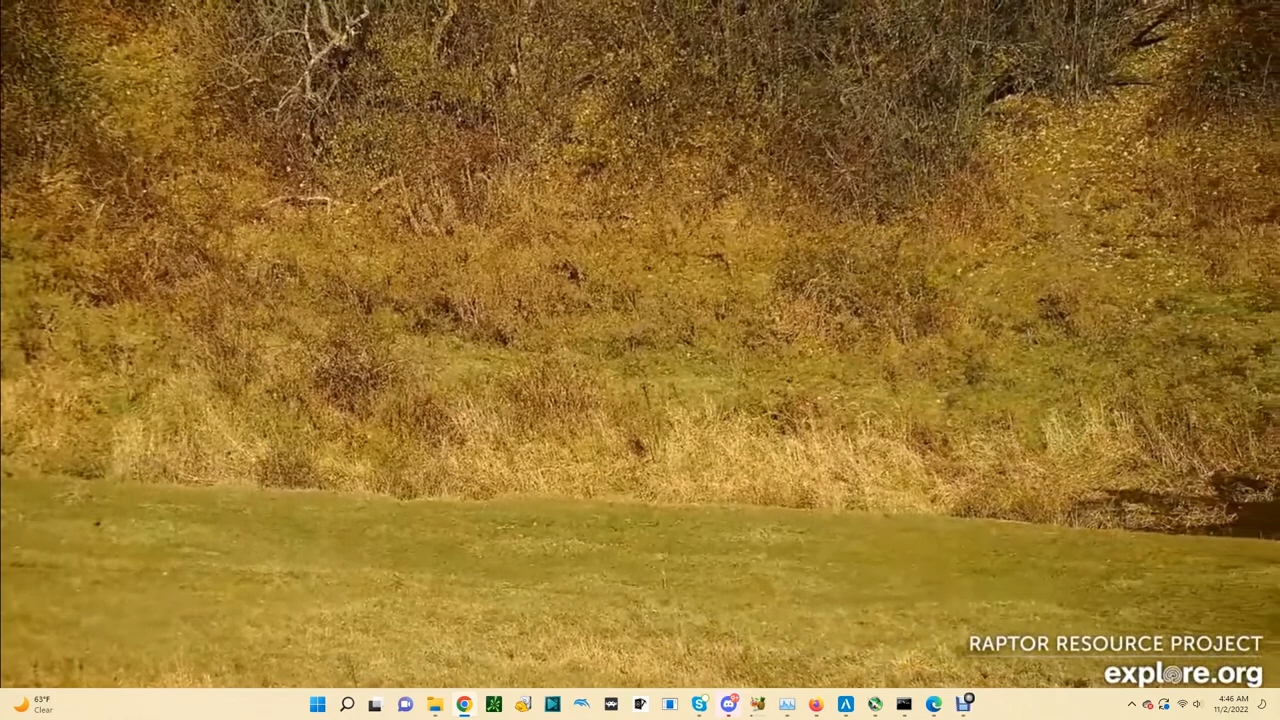 RAPTOR RESOURCE PROJECT
explore.org
63°F
Clear
4:46 AM
11/2/2022